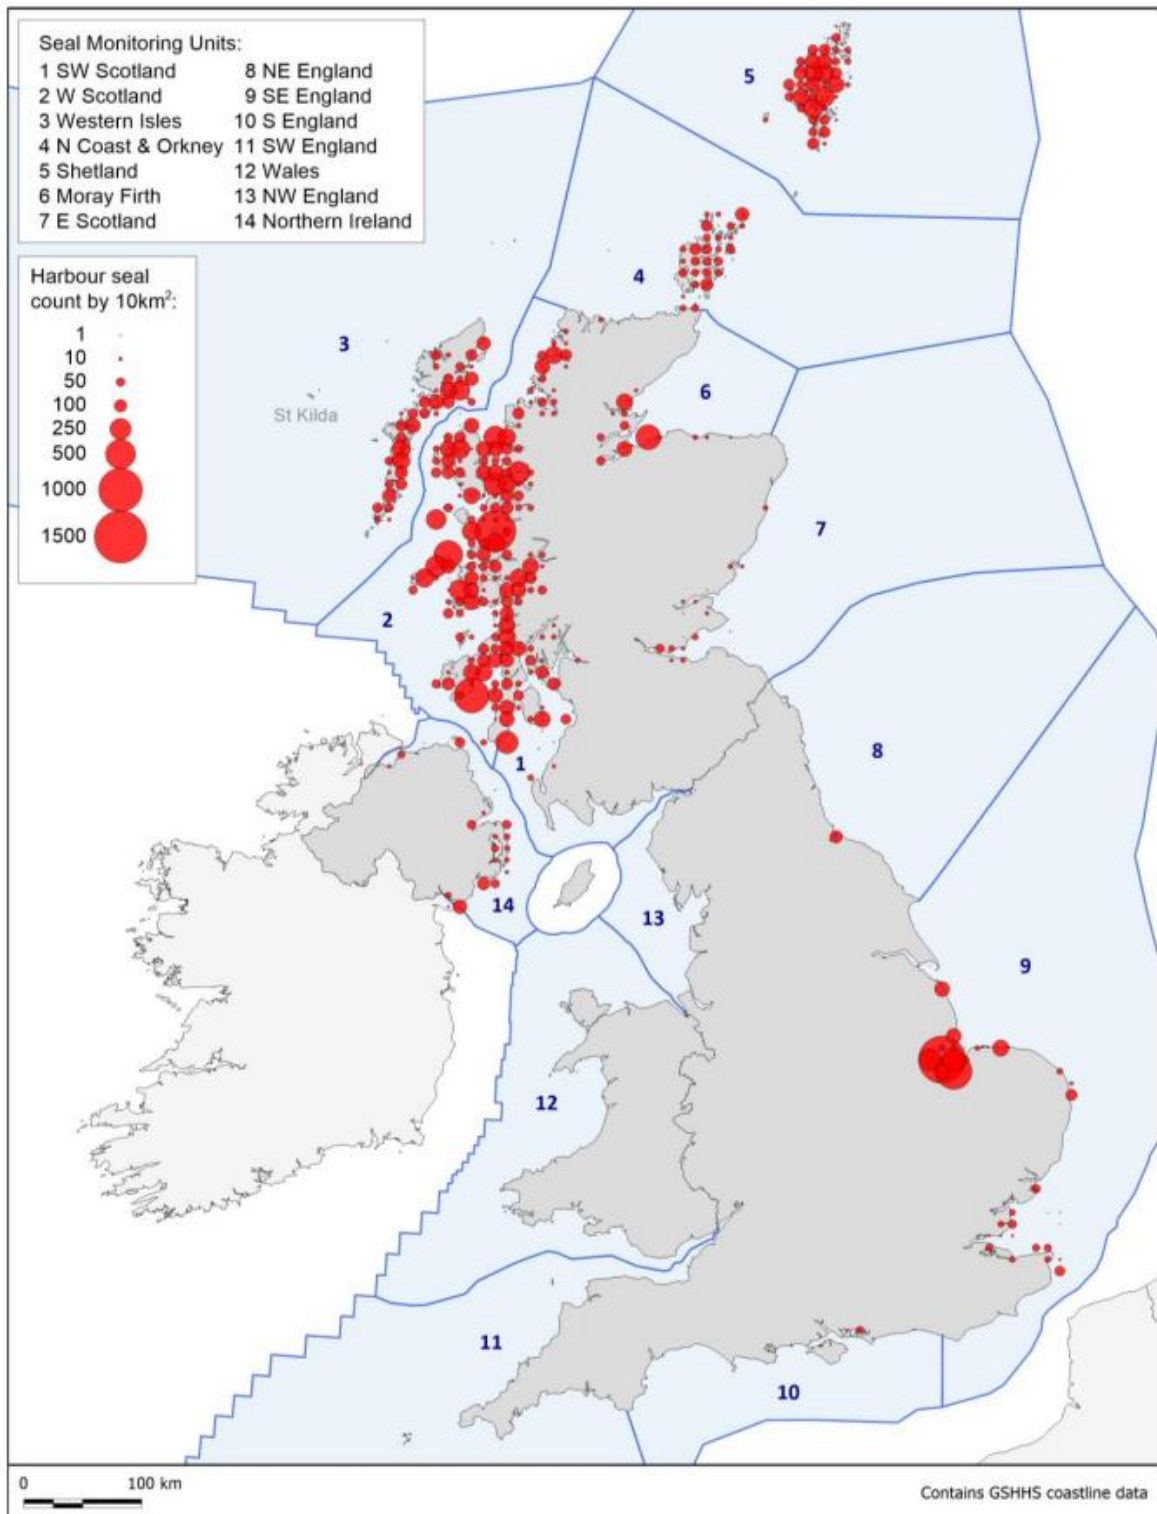 Seal Monitoring Units:
1 SW Scotland 8 NE England
2 W Scotland 9 SE England
3 Western Isles 10 S England
4 N Coast & Orkney 11 SW England
5 Shetland 12 Wales
6 Moray Firth 13 NW England
7 E Scotland 14 Northern Ireland
Harbour seal
count by 10km²:
1
10
50
100
250
500
1000
1500
5
4
3
St Kilda
6
7
2
8
1
14
13
9
12
11
10
0 100 km
Contains GSHHS coastline data